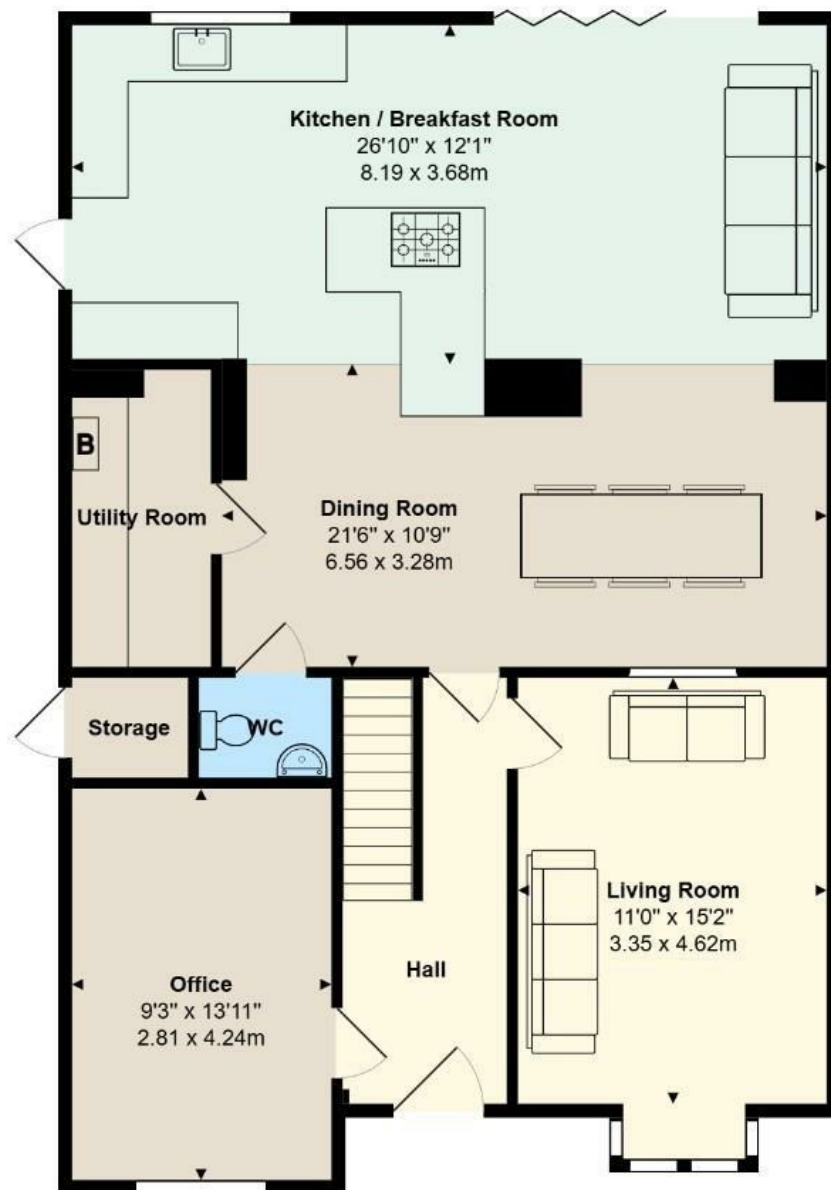 Kitchen / Breakfast Room
26'10" x 12'1"
8.19 x 3.68m
B
Utility Room
Dining Room
21'6" x 10'9"
6.56 x 3.28m
Storage
WC
Living Room
11'0" x 15'2"
3.35 x 4.62m
Hall
Office
9'3" x 13'11"
2.81 x 4.24m